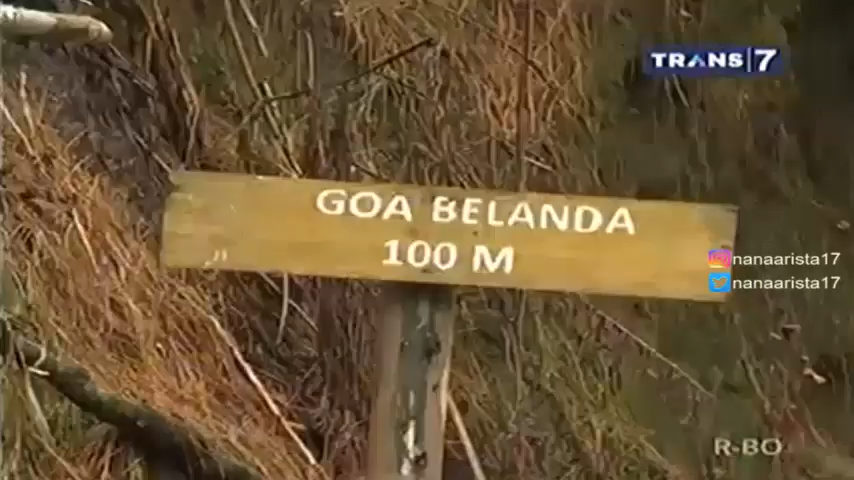 TRANS|7
GOA BELANDA
100 M
nanaarista17
nanaarista17
R-BO